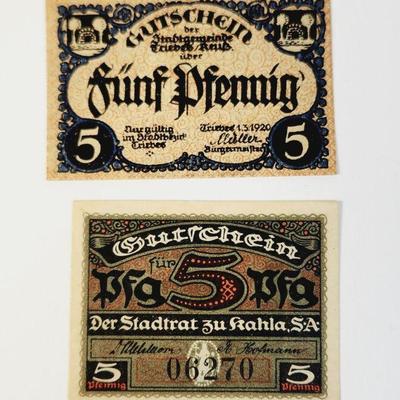 GUTSCHEIN
der
Stadtgemeinde
Triebes/Reuß
über
Fünf Pfennig
Nur gültig
im Stadtbezirk
Triebes
Triebes 1.3.1920
Müller
Bürgermeister
5
5
Gutschein
für
Pfg 5 Pfg
Der Stadtrat zu Kahla, S-A
06270
5
Pfennig
5
Pfennig